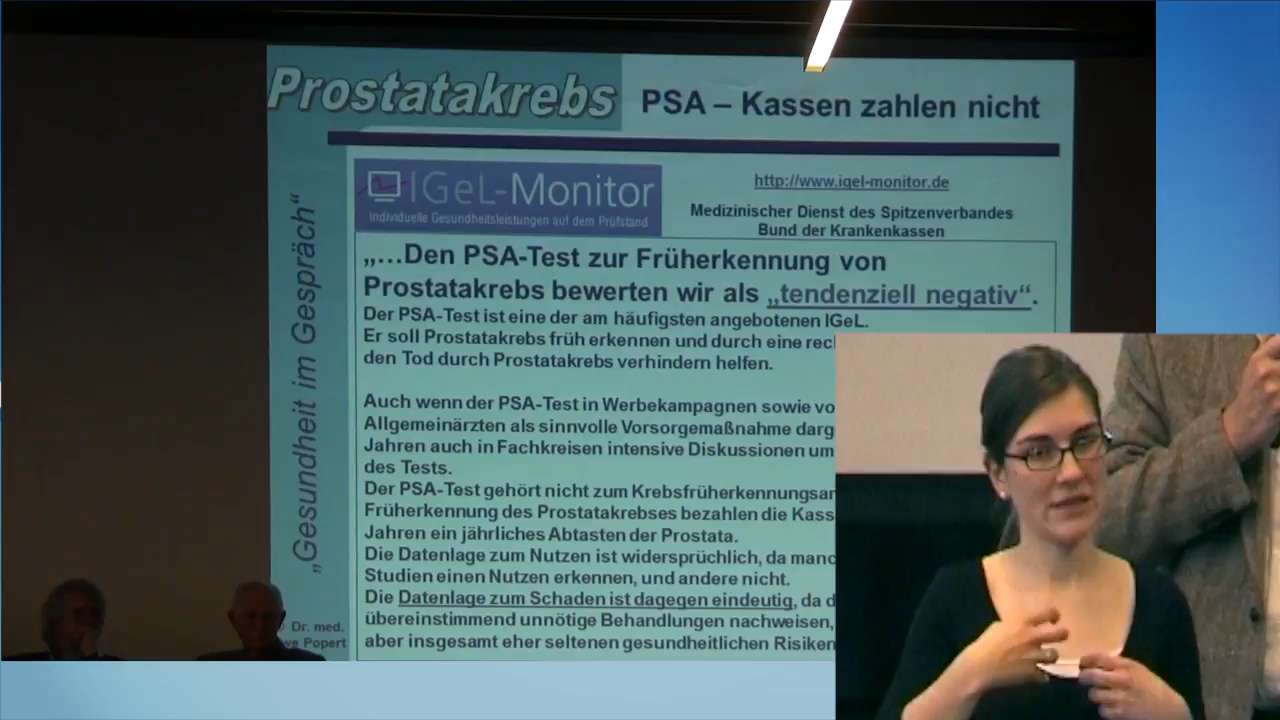 Prostatakrebs
PSA – Kassen zahlen nicht
IGeL-Monitor
Individuelle Gesundheitsleistungen auf dem Prüfstand
http://www.igel-monitor.de
Medizinischer Dienst des Spitzenverbandes
Bund der Krankenkassen
„Gesundheit im Gespräch“
„…Den PSA-Test zur Früherkennung von
Prostatakrebs bewerten wir als „tendenziell negativ“.
Der PSA-Test ist eine der am häufigsten angebotenen IGeL.
Er soll Prostatakrebs früh erkennen und durch eine rec
den Tod durch Prostatakrebs verhindern helfen.
Auch wenn der PSA-Test in Werbekampagnen sowie vo
Allgemeinärzten als sinnvolle Vorsorgemaßnahme darg
Jahren auch in Fachkreisen intensive Diskussionen um
des Tests.
Der PSA-Test gehört nicht zum Krebsfrüherkennungs
Früherkennung des Prostatakrebses bezahlen die Kass
Jahren ein jährliches Abtasten der Prostata.
Die Datenlage zum Nutzen ist widersprüchlich, da manc
Studien einen Nutzen erkennen, und andere nicht.
Die Datenlage zum Schaden ist dagegen eindeutig, da d
übereinstimmend unnötige Behandlungen nachweisen,
aber insgesamt eher seltenen gesundheitlichen Risiken
Dr. med.
we Popert